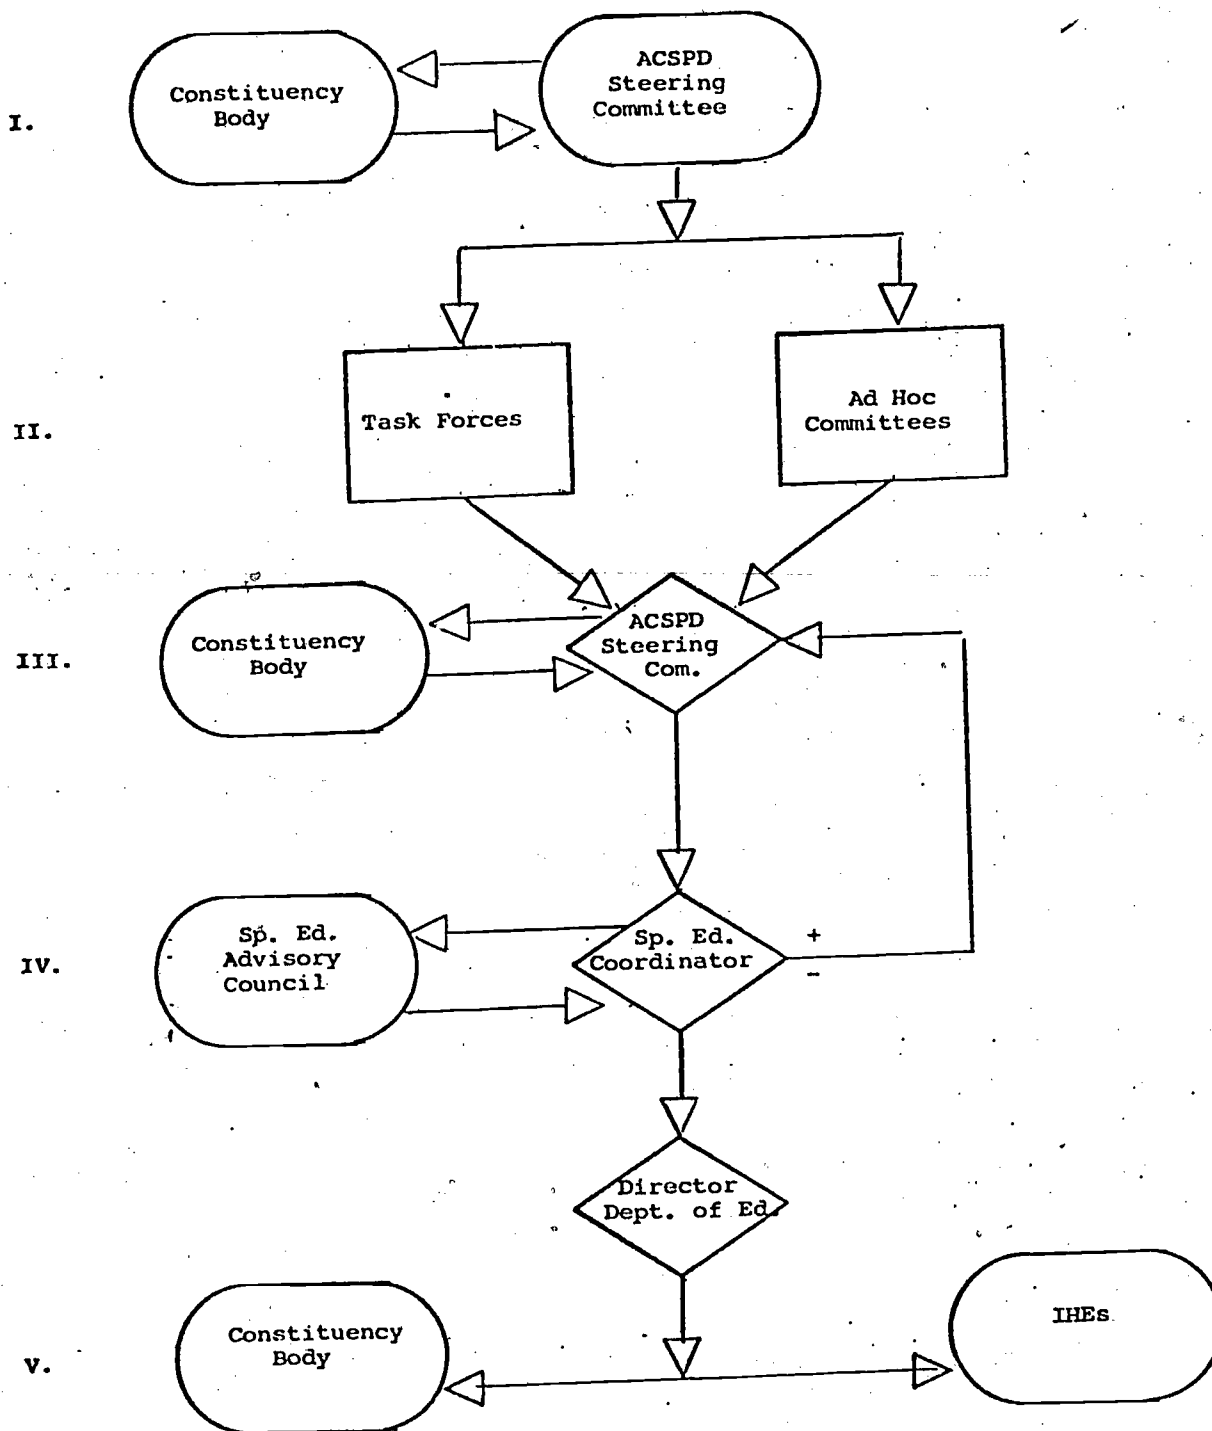 I.
Constituency
Body
ACSPD
Steering
Committee
II.
Task Forces
Ad Hoc
Committees
III.
Constituency
Body
ACSPD
Steering
Com.
IV.
Sp. Ed.
Advisory
Council
Sp. Ed.
Coordinator
+
-
Director
Dept. of Ed.
V.
Constituency
Body
IHEs